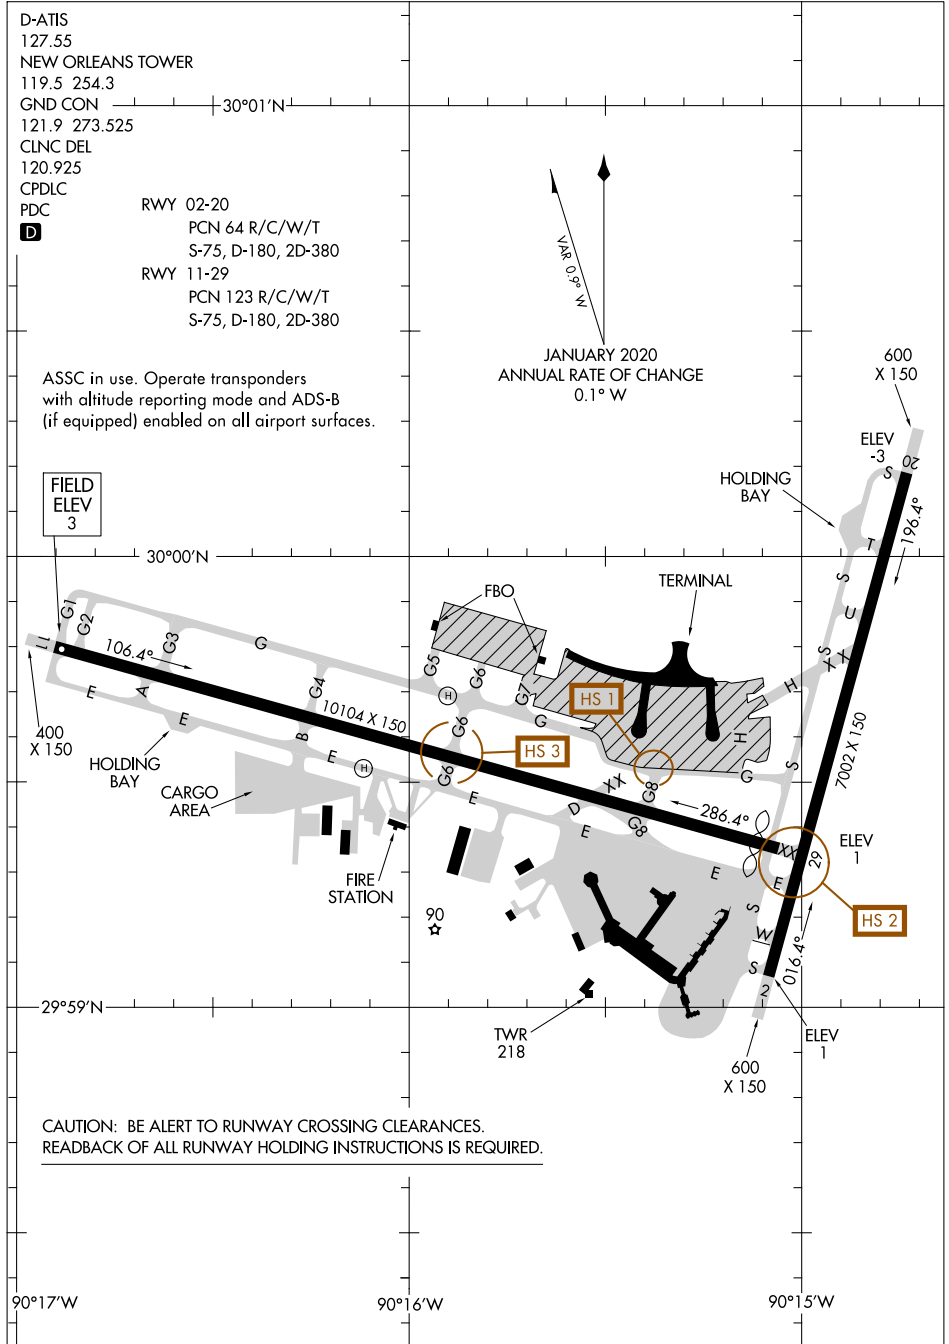 D-ATIS
127.55
NEW ORLEANS TOWER
119.5 254.3
GND CON
121.9 273.525
CLNC DEL
120.925
CPDLC
PDC
D
30°01'N
RWY 02-20
PCN 64 R/C/W/T
S-75, D-180, 2D-380
RWY 11-29
PCN 123 R/C/W/T
S-75, D-180, 2D-380
VAR 0.9° W
JANUARY 2020
ANNUAL RATE OF CHANGE
0.1° W
ASSC in use. Operate transponders
with altitude reporting mode and ADS-B
(if equipped) enabled on all airport surfaces.
600
X 150
ELEV
-3
20
S
HOLDING
BAY
196.4°
FIELD
ELEV
3
30°00'N
T
S
U
S
XX
FBO
TERMINAL
G1
G2
G3
G
11
106.4°
E
A
E
G4
G5
G6
G7
H
H
HS 1
10104 X 150
G6
G
H
400
X 150
HOLDING
BAY
B
E
H
HS 3
G6
G
S
7002 X 150
CARGO
AREA
E
D
XX
G8
286.4°
E
G8
E
XX
29
ELEV
1
E
FIRE
STATION
90
S
HS 2
W
S
016.4°
2
29°59'N
TWR
218
ELEV
1
600
X 150
CAUTION: BE ALERT TO RUNWAY CROSSING CLEARANCES.
READBACK OF ALL RUNWAY HOLDING INSTRUCTIONS IS REQUIRED.
90°17'W
90°16'W
90°15'W